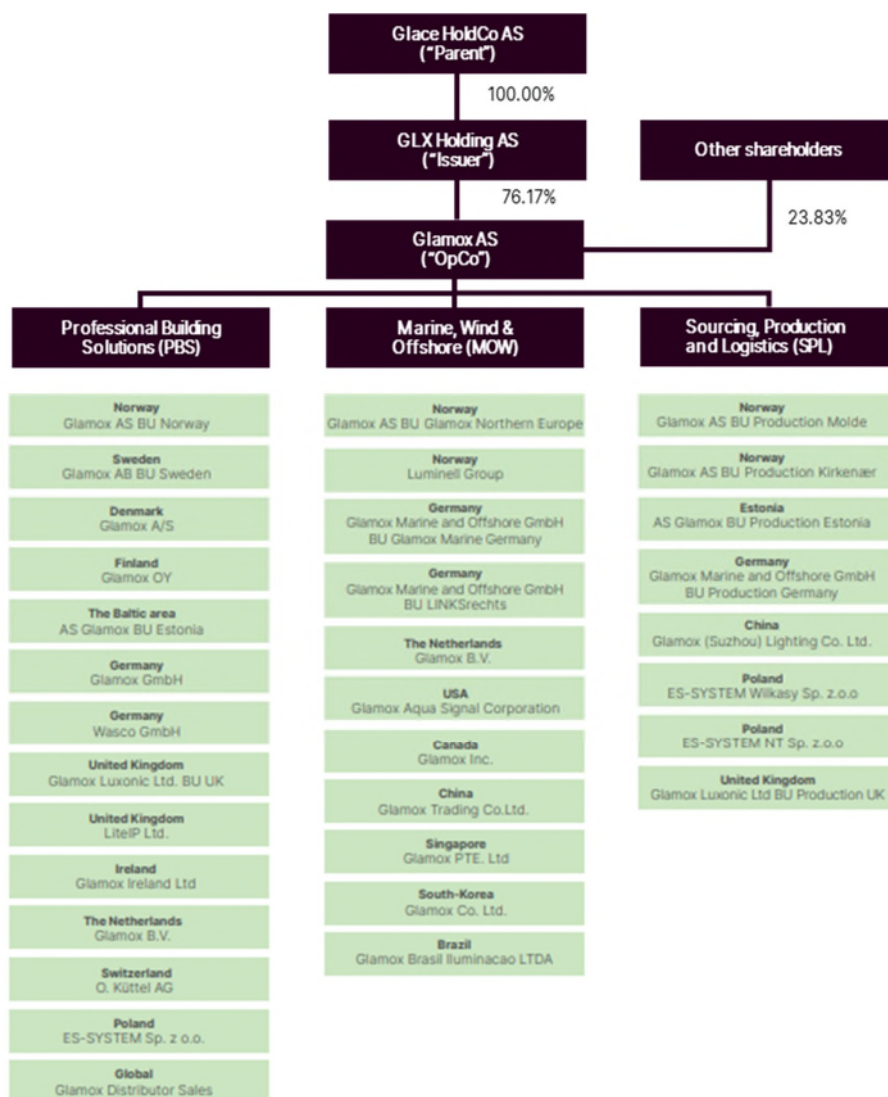 Glace HoldCo AS
("Parent")
100.00%
GLX Holding AS
("Issuer")
Other shareholders
76.17%
23.83%
Glamox AS
("OpCo")
Professional Building
Solutions (PBS)
Norway
Glamox AS BU Norway
Sweden
Glamox AB BU Sweden
Denmark
Glamox A/S
Finland
Glamox OY
The Baltic area
AS Glamox BU Estonia
Germany
Glamox GmbH
Germany
Wasco GmbH
United Kingdom
Glamox Luxonic Ltd. BU UK
United Kingdom
LiteIP Ltd.
Ireland
Glamox Ireland Ltd
The Netherlands
Glamox B.V.
Switzerland
O. Küttel AG
Poland
ES-SYSTEM Sp. z o.o.
Global
Glamox Distributor Sales
Marine, Wind &
Offshore (MOW)
Norway
Glamox AS BU Glamox Northern Europe
Norway
Luminell Group
Germany
Glamox Marine and Offshore GmbH
BU Glamox Marine Germany
Germany
Glamox Marine and Offshore GmbH
BU LINKSrechts
The Netherlands
Glamox B.V.
USA
Glamox Aqua Signal Corporation
Canada
Glamox Inc.
China
Glamox Trading Co.Ltd.
Singapore
Glamox PTE. Ltd
South-Korea
Glamox Co. Ltd.
Brazil
Glamox Brasil Iluminacao LTDA
Sourcing, Production
and Logistics (SPL)
Norway
Glamox AS BU Production Molde
Norway
Glamox AS BU Production Kirkenær
Estonia
AS Glamox BU Production Estonia
Germany
Glamox Marine and Offshore GmbH
BU Production Germany
China
Glamox (Suzhou) Lighting Co. Ltd.
Poland
ES-SYSTEM Wilkasy Sp. z.o.o
Poland
ES-SYSTEM NT Sp. z.o.o
United Kingdom
Glamox Luxonic Ltd BU Production UK